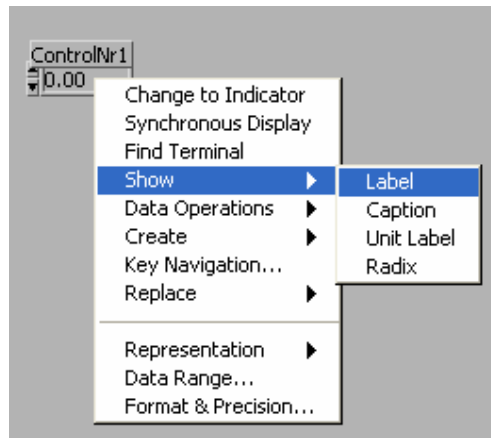 ControlNr1
0.00
Change to Indicator
Synchronous Display
Find Terminal
Show
Data Operations
Create
Key Navigation...
Replace
Representation
Data Range...
Format & Precision...
Label
Caption
Unit Label
Radix